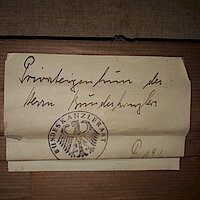 Privateigentum des
Herrn Bundeskanzlers
BUNDESKANZLERAMT